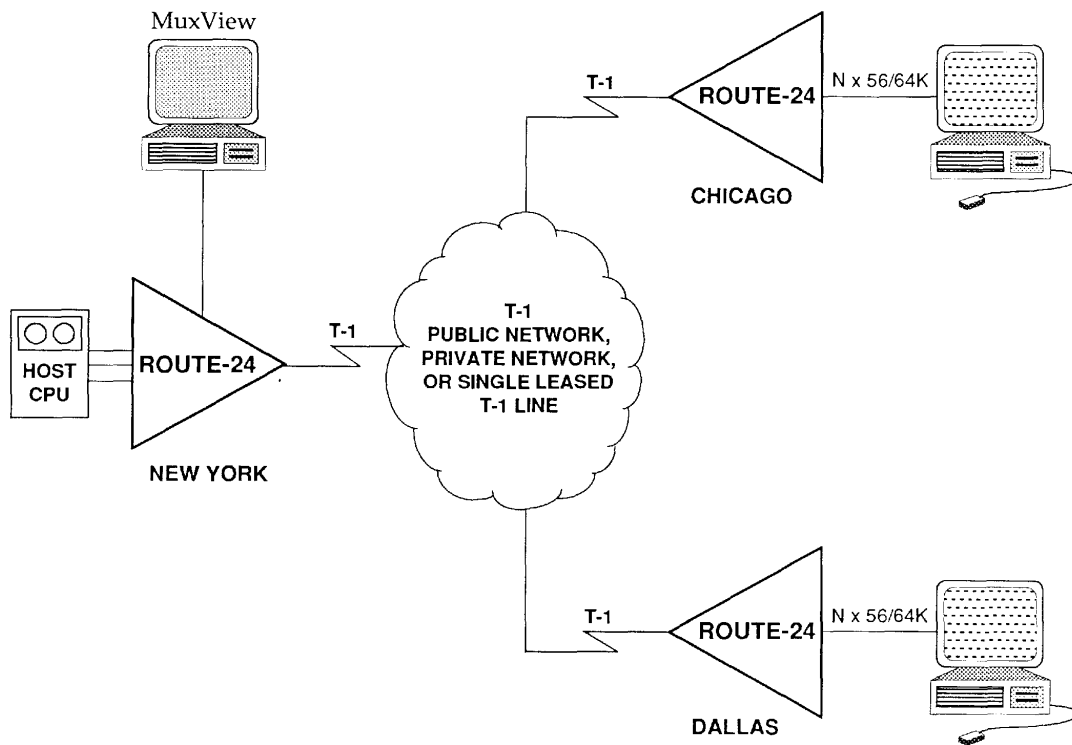 MuxView
T-1
ROUTE-24
N x 56/64K
CHICAGO
HOST
CPU
ROUTE-24
NEW YORK
T-1
T-1
PUBLIC NETWORK,
PRIVATE NETWORK,
OR SINGLE LEASED
T-1 LINE
T-1
ROUTE-24
N x 56/64K
DALLAS